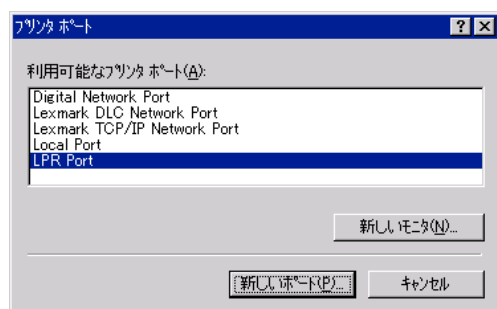 プリンタ ポート
利用可能なプリンタ ポート(A):
Digital Network Port
Lexmark DLC Network Port
Lexmark TCP/IP Network Port
Local Port
LPR Port
新しいモニタ(N)...
新しいポート(P)...
キャンセル